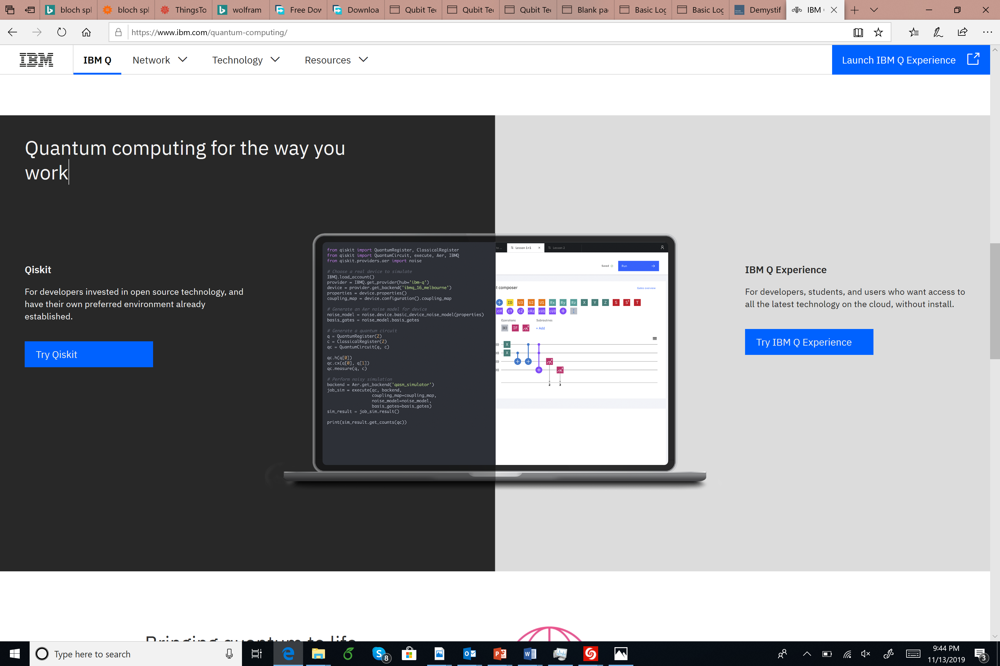 bloch spl
bloch spl
ThingsTo
wolfram
Free Dow
Downloa
Qubit Tec
Qubit Tec
Qubit Tec
Blank pa
Basic Log
Basic Log
Demystif
IBM
https://www.ibm.com/quantum-computing/
IBM
IBM Q
Network
Technology
Resources
Launch IBM Q Experience
Quantum computing for the way you
work
Qiskit
For developers invested in open source technology, and
have their own preferred environment already
established.
Try Qiskit
from qiskit import QuantumRegister, ClassicalRegister
from qiskit import QuantumCircuit, execute, Aer, IBMQ
from qiskit.providers.aer import noise
# Choose a real device to simulate
IBMQ.load_account()
provider = IBMQ.get_provider(hub='ibm-q')
device = provider.get_backend('ibmq_16_melbourne')
properties = device.properties()
coupling_map = device.configuration().coupling_map
# Generate an Aer noise model for device
noise_model = noise.device.basic_device_noise_model(properties)
basis_gates = noise_model.basis_gates
# Generate a quantum circuit
q = QuantumRegister(2)
c = ClassicalRegister(2)
qc = QuantumCircuit(q, c)
qc.h(q[0])
qc.cx(q[0], q[1])
qc.measure(q, c)
# Perform noisy simulation
backend = Aer.get_backend('qasm_simulator')
job_sim = execute(qc, backend,
coupling_map=coupling_map,
noise_model=noise_model,
basis_gates=basis_gates)
sim_result = job_sim.result()
print(sim_result.get_counts(qc))
to ...
Lesson 1+1
Lesson 2
Saved
Run
t composer
Gates overview
+ ID U3 U2 U1 Rx Ry Rz X Y Z S S† T
cH cY cZ cRz cU1 cU3 +
Operations
Subroutines
|0⟩ IF z
+ Add
0⟩ X
0⟩ X
0⟩ + + z
0⟩ + z
2 3
IBM Q Experience
For developers, students, and users who want access to
all the latest technology on the cloud, without install.
Try IBM Q Experience
Bringing quantum to life
Type here to search
8
9:44 PM
11/13/2019
3